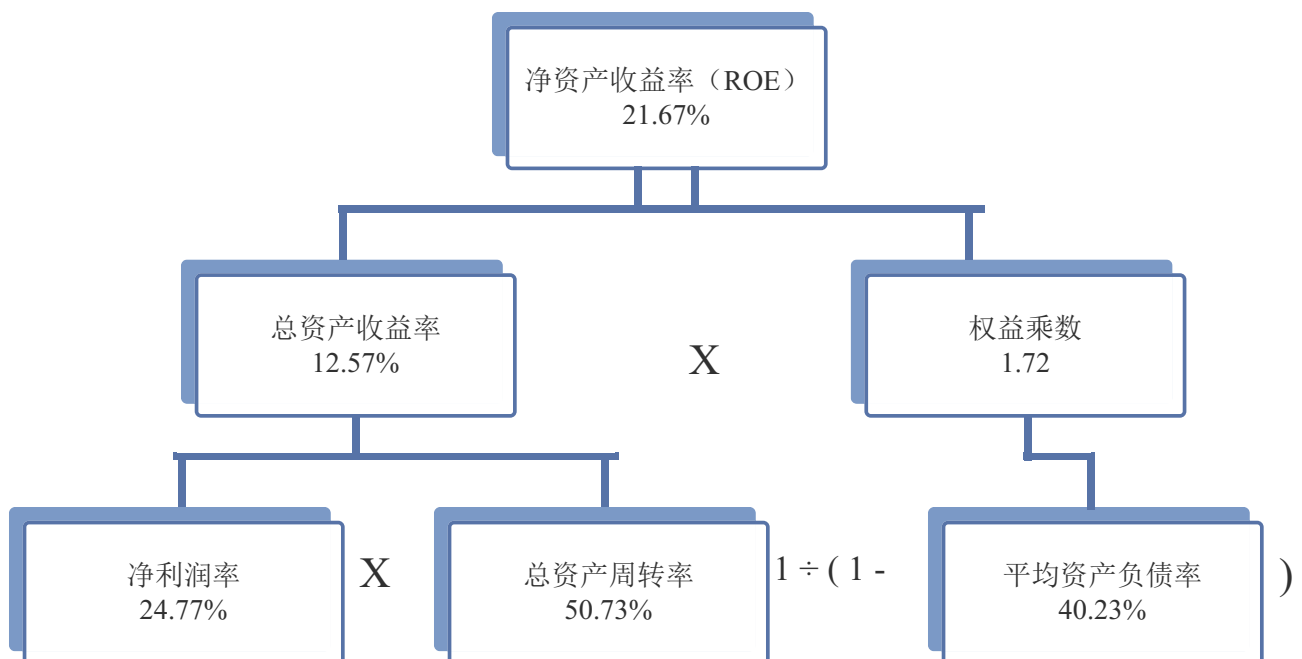 净资产收益率（ROE）
21.67%
总资产收益率
12.57%
X
权益乘数
1.72
净利润率
24.77%
X
总资产周转率
50.73%
1 ÷ ( 1 -
平均资产负债率
40.23%
)